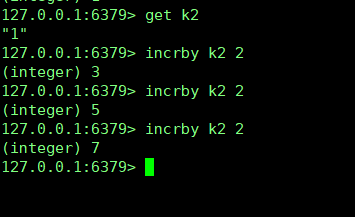 127.0.0.1:6379> get k2
"1"
127.0.0.1:6379> incrby k2 2
(integer) 3
127.0.0.1:6379> incrby k2 2
(integer) 5
127.0.0.1:6379> incrby k2 2
(integer) 7
127.0.0.1:6379>